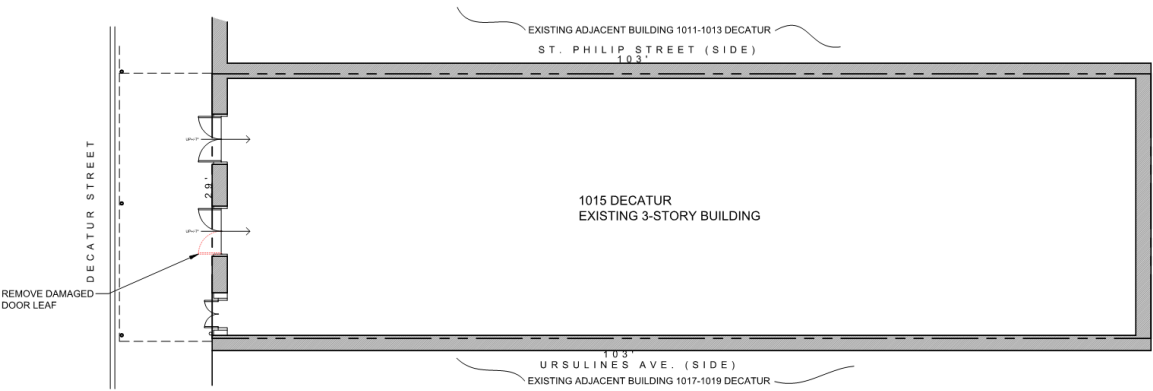 EXISTING ADJACENT BUILDING 1011-1013 DECATUR
ST. PHILIP STREET (SIDE)
103'
DECATUR STREET
29'
1015 DECATUR
EXISTING 3-STORY BUILDING
REMOVE DAMAGED
DOOR LEAF
103'
URSULINES AVE. (SIDE)
EXISTING ADJACENT BUILDING 1017-1019 DECATUR